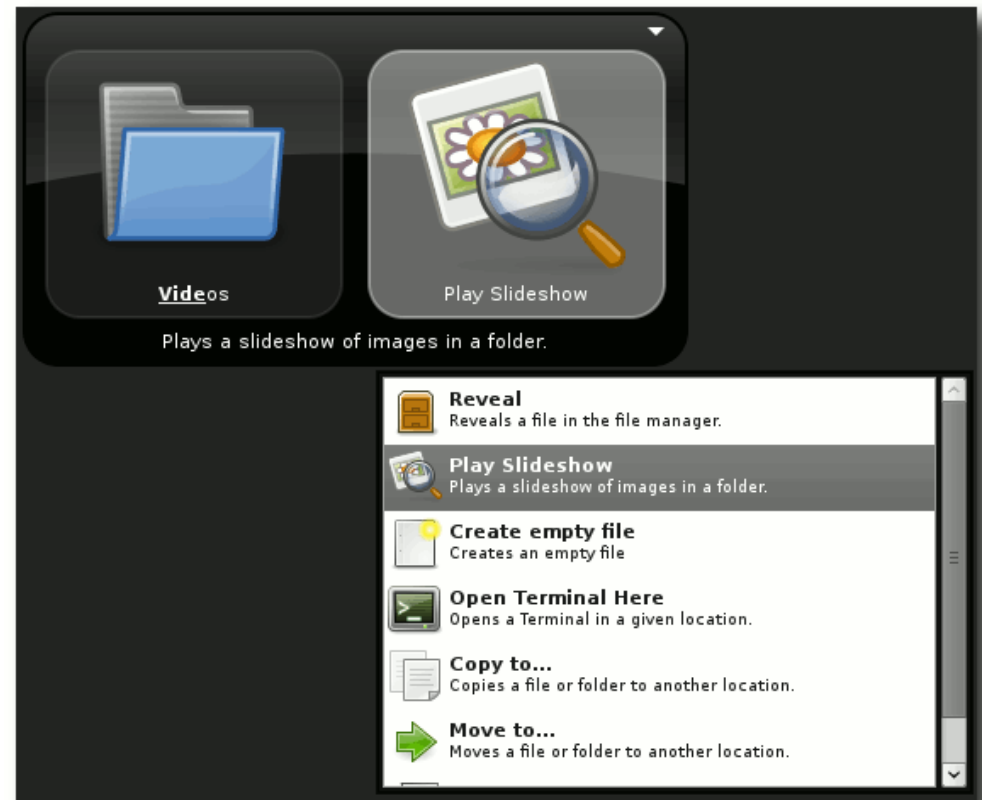 Videos
Play Slideshow
Plays a slideshow of images in a folder.
Reveal
Reveals a file in the file manager.
Play Slideshow
Plays a slideshow of images in a folder.
Create empty file
Creates an empty file
Open Terminal Here
Opens a Terminal in a given location.
Copy to...
Copies a file or folder to another location.
Move to...
Moves a file or folder to another location.